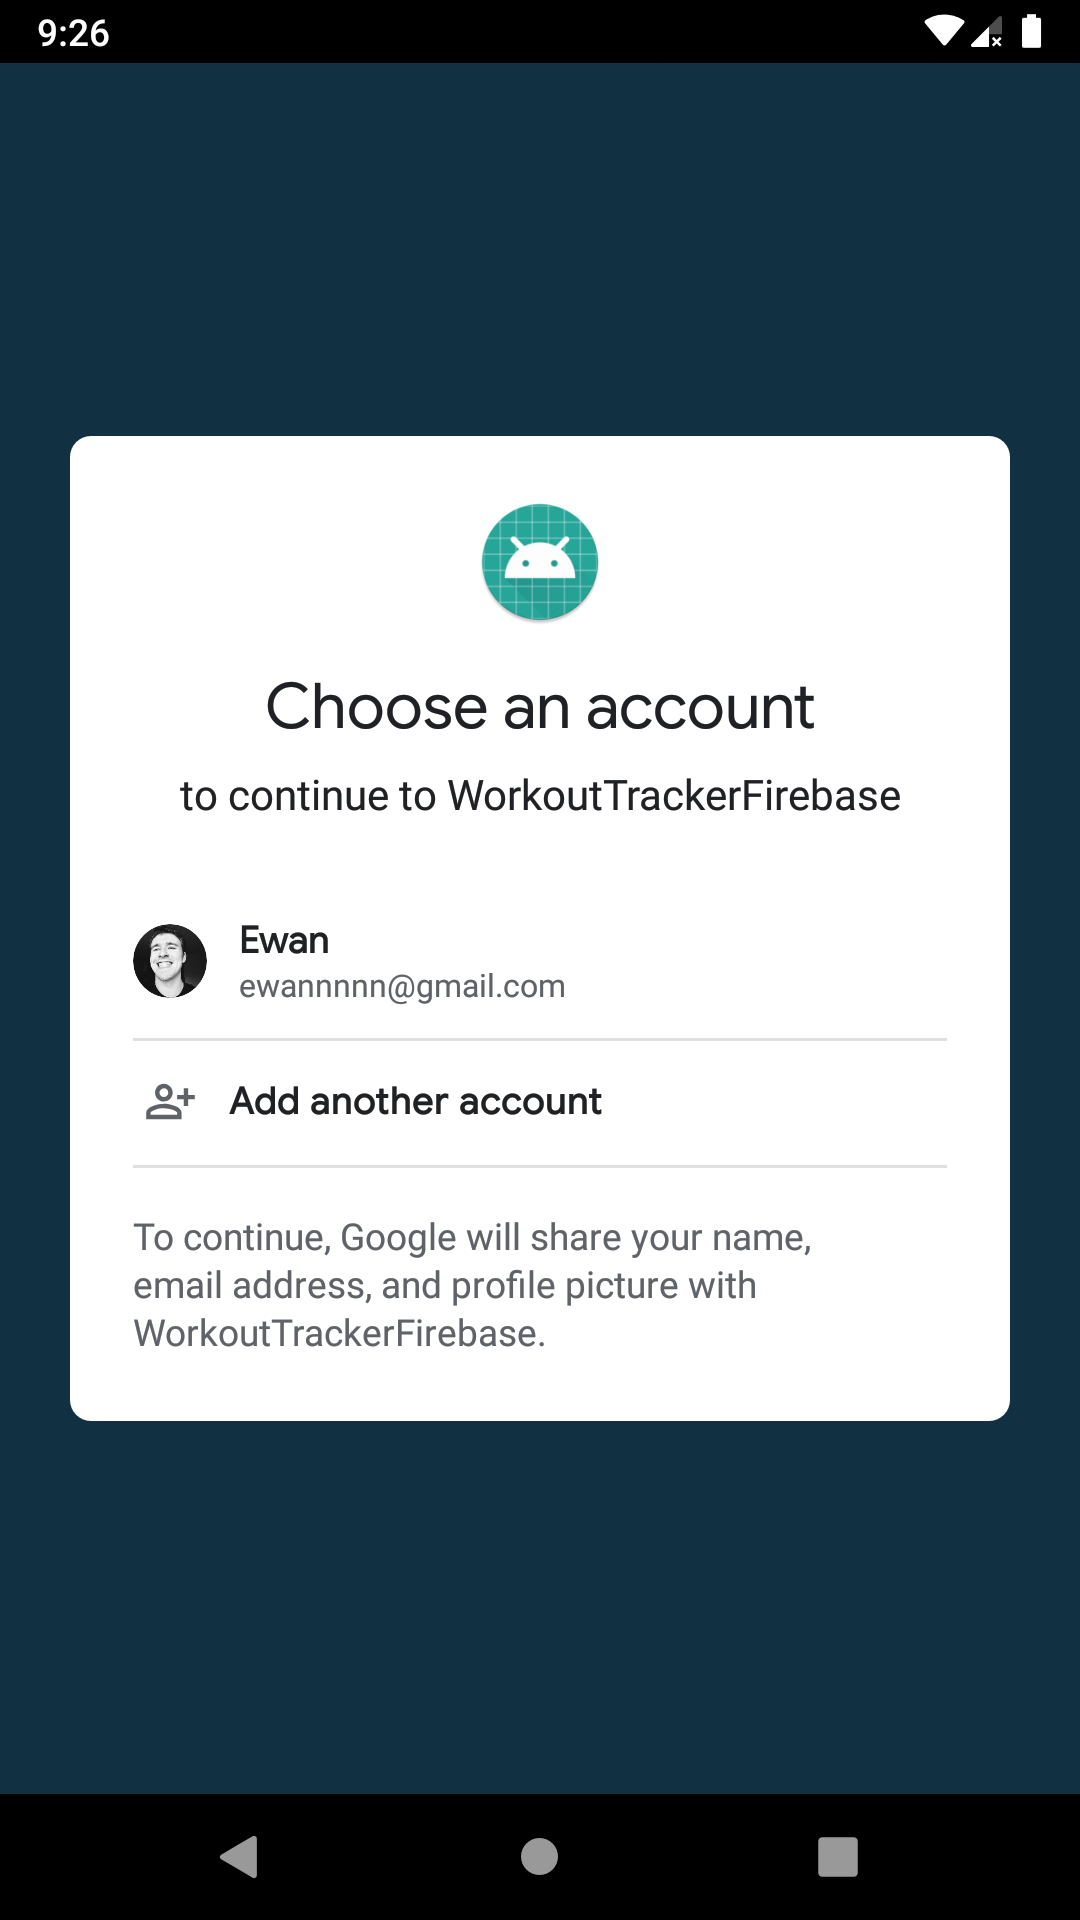 9:26
Choose an account
to continue to WorkoutTrackerFirebase
Ewan
ewannnnn@gmail.com
Add another account
To continue, Google will share your name,
email address, and profile picture with
WorkoutTrackerFirebase.